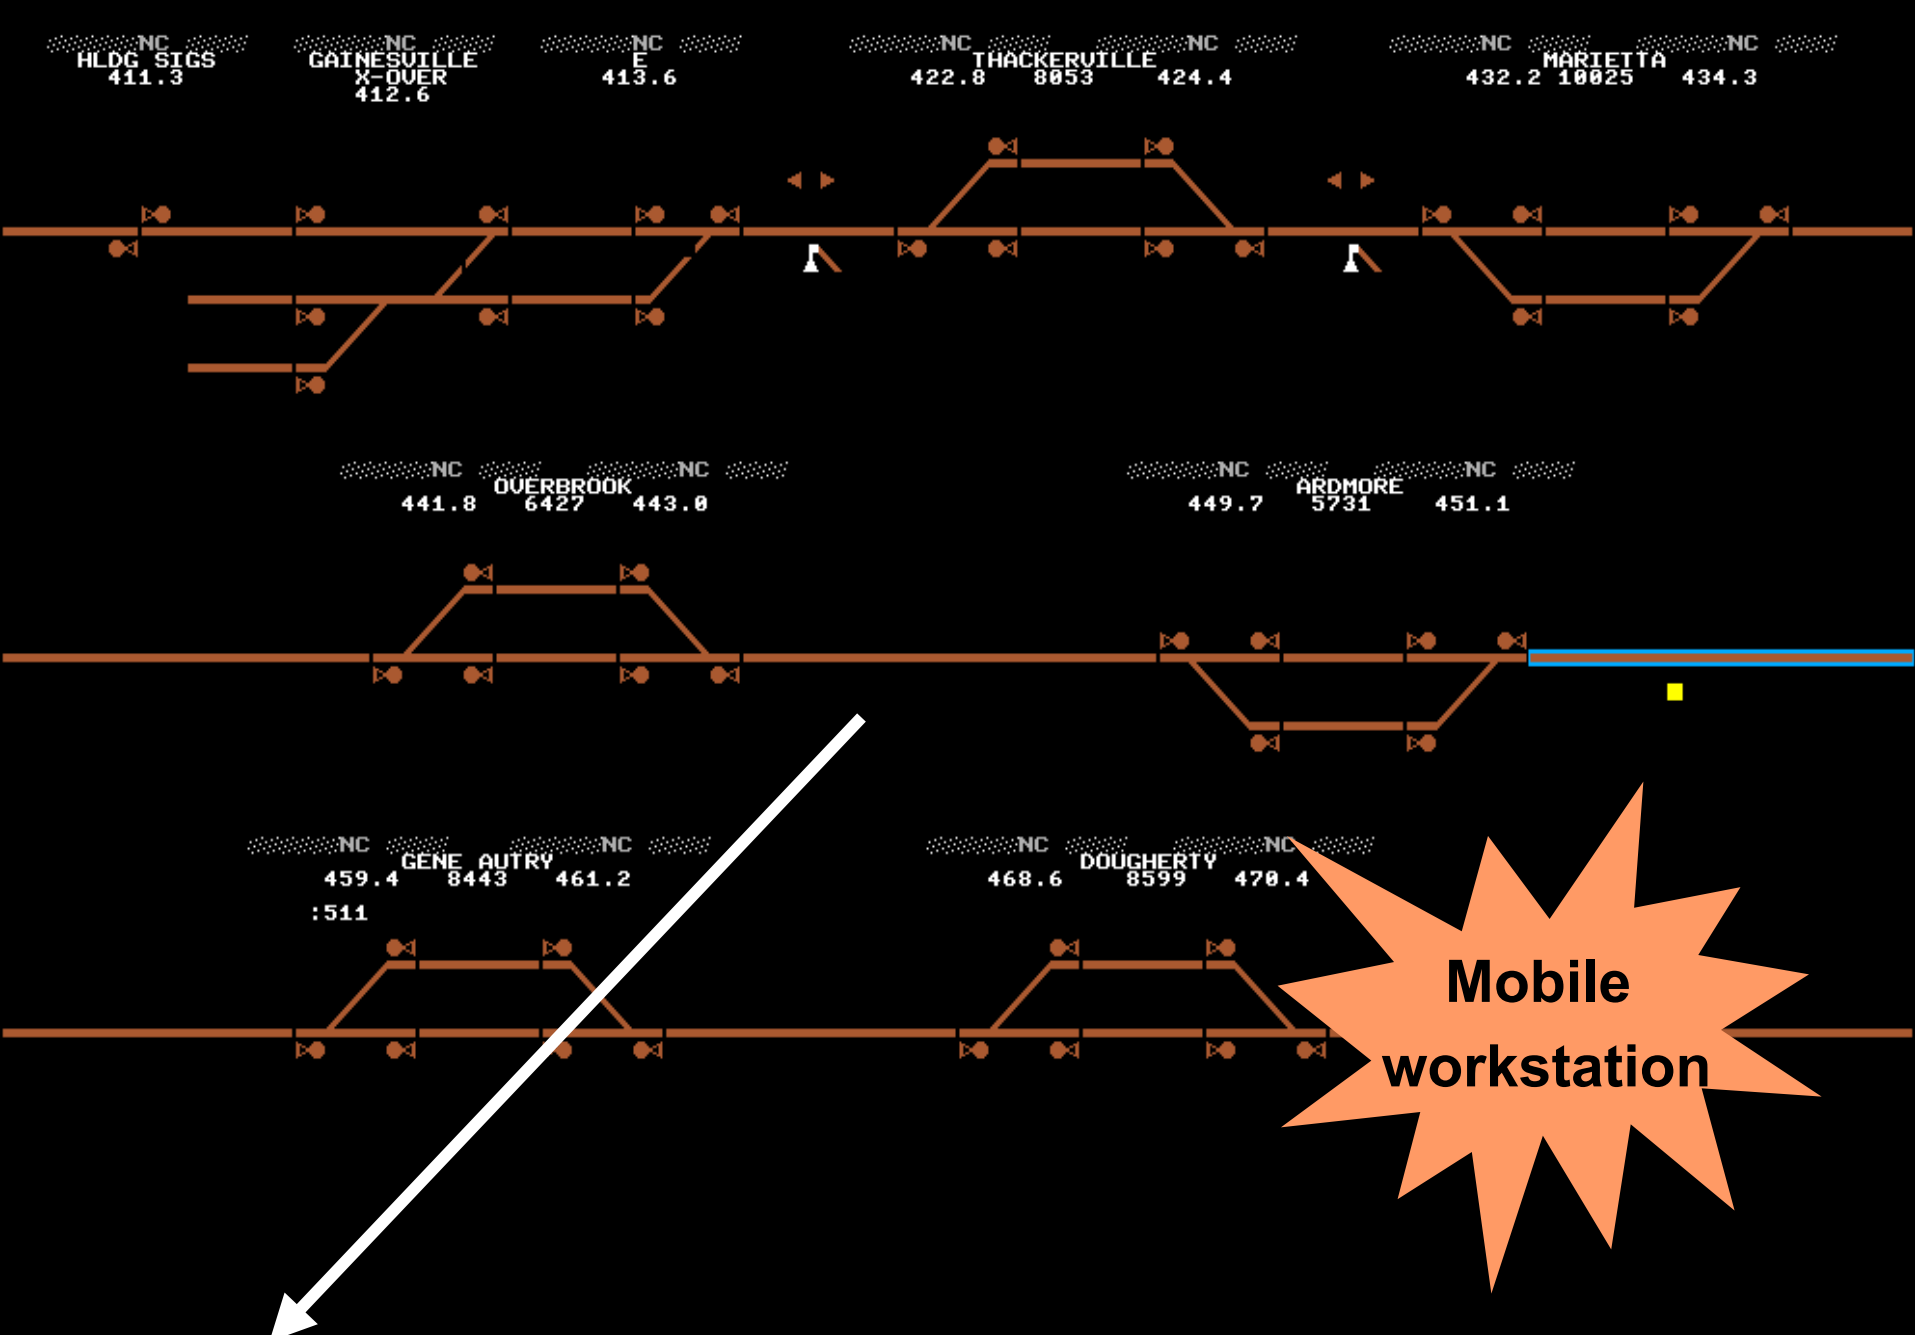 NC NC NC NC NC NC NC
HLDG SIGS GAINESVILLE E THACKERVILLE MARIETTA
411.3 X-OVER 413.6 422.8 8053 424.4 432.2 10025 434.3
412.6
NC NC NC NC
OVERBROOK ARDMORE
441.8 6427 443.0 449.7 5731 451.1
NC NC NC NC
GENE AUTRY DOUGHERTY
459.4 8443 461.2 468.6 8599 470.4
:511
Mobile
workstation